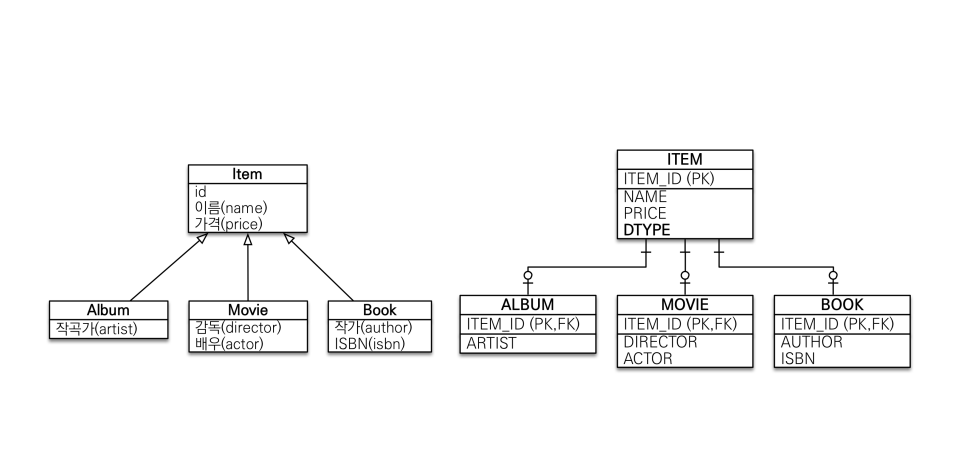 Item
id
이름(name)
가격(price)
Album
작곡가(artist)
Movie
감독(director)
배우(actor)
Book
작가(author)
ISBN(isbn)
ITEM
ITEM_ID (PK)
NAME
PRICE
DTYPE
ALBUM
ITEM_ID (PK,FK)
ARTIST
MOVIE
ITEM_ID (PK,FK)
DIRECTOR
ACTOR
BOOK
ITEM_ID (PK,FK)
AUTHOR
ISBN